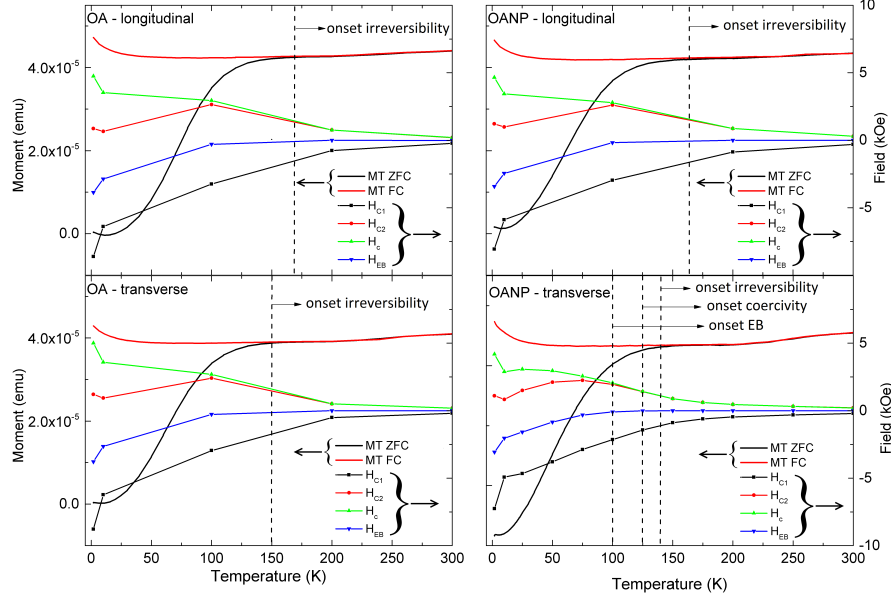 OA - longitudinal
onset irreversibility
4.0x10⁻⁵
2.0x10⁻⁵
0.0
Moment (emu)
MT ZFC
MT FC
H_C1
H_C2
H_c
H_EB
OANP - longitudinal
onset irreversibility
10
5
0
-5
Field (kOe)
MT ZFC
MT FC
H_C1
H_C2
H_c
H_EB
OA - transverse
onset irreversibility
4.0x10⁻⁵
2.0x10⁻⁵
0.0
Moment (emu)
MT ZFC
MT FC
H_C1
H_C2
H_c
H_EB
0 50 100 150 200 250 300
Temperature (K)
OANP - transverse
onset irreversibility
onset coercivity
onset EB
5
0
-5
-10
Field (kOe)
MT ZFC
MT FC
H_C1
H_C2
H_c
H_EB
0 50 100 150 200 250 300
Temperature (K)